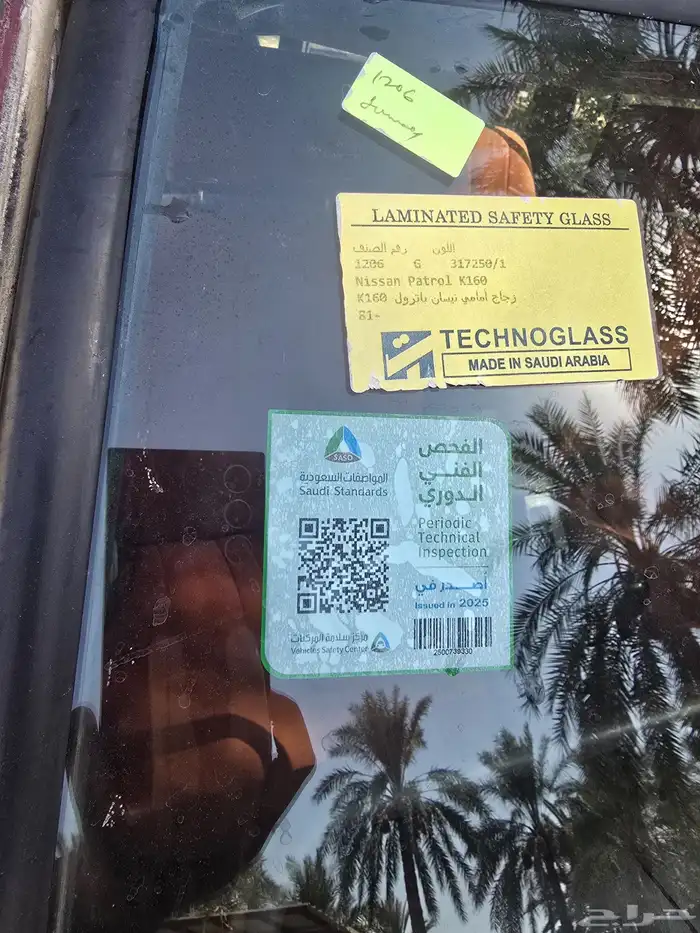 1206
LAMINATED SAFETY GLASS
رقم الصنف اللون
1206 G 317250/1
Nissan Patrol K160
زجاج امامي نيسان باترول K160
81-
TECHNOGLASS
MADE IN SAUDI ARABIA
SASO
المواصفات السعودية
Saudi Standards
الفحص
الفني
الدوري
Periodic
Technical
Inspection
أصدر في
Issued in 2025
مركز سلامة المركبات
Vehicles Safety Center
حراج